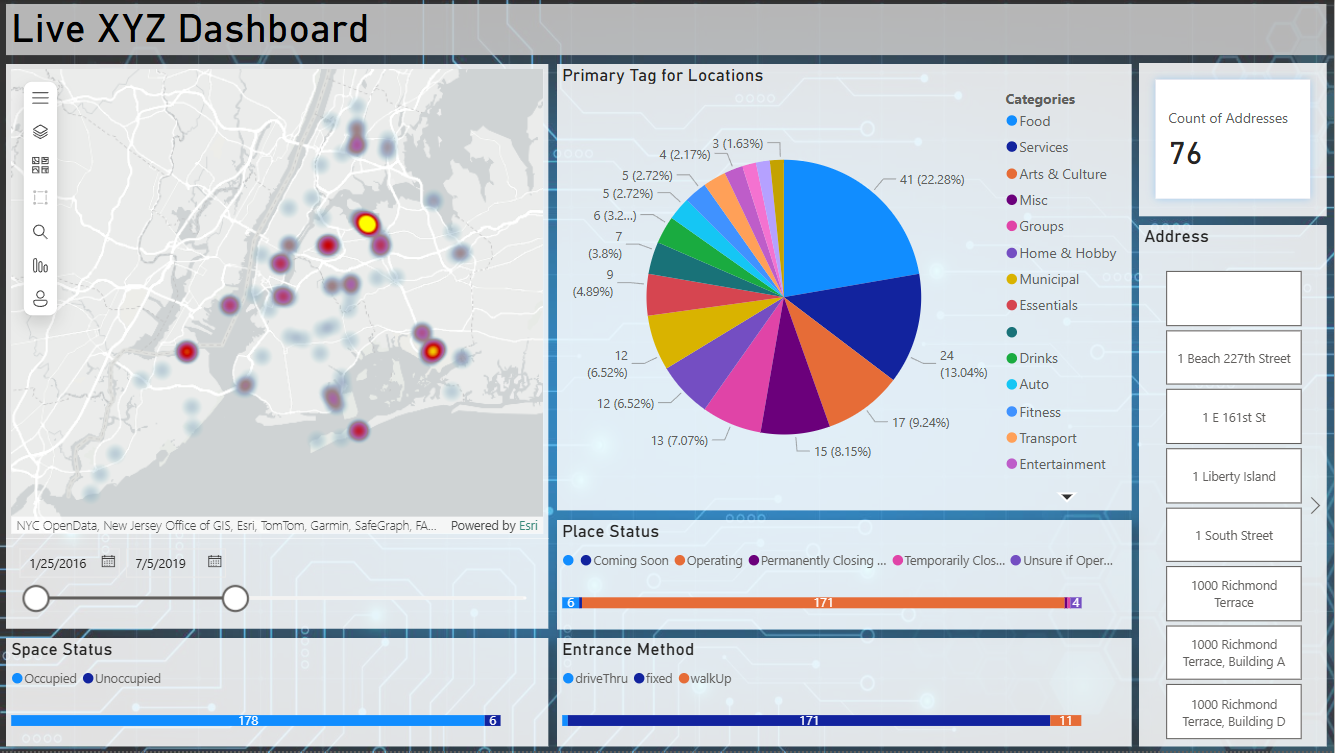 Live XYZ Dashboard
NYC OpenData, New Jersey Office of GIS, Esri, TomTom, Garmin, SafeGraph, FA...
Powered by Esri
1/25/2016
7/5/2019
Space Status
Occupied
Unoccupied
178
6
Primary Tag for Locations
3 (1.63%)
4 (2.17%)
5 (2.72%)
5 (2.72%)
6 (3.2...)
7
(3.8%)
9
(4.89%)
12
(6.52%)
12 (6.52%)
13 (7.07%)
15 (8.15%)
17 (9.24%)
24
(13.04%)
41 (22.28%)
Categories
Food
Services
Arts & Culture
Misc
Groups
Home & Hobby
Municipal
Essentials
Drinks
Auto
Fitness
Transport
Entertainment
Place Status
Coming Soon
Operating
Permanently Closing ...
Temporarily Clos...
Unsure if Oper...
6
171
4
Entrance Method
driveThru
fixed
walkUp
171
11
Count of Addresses
76
Address
1 Beach 227th Street
1 E 161st St
1 Liberty Island
1 South Street
1000 Richmond
Terrace
1000 Richmond
Terrace, Building A
1000 Richmond
Terrace, Building D